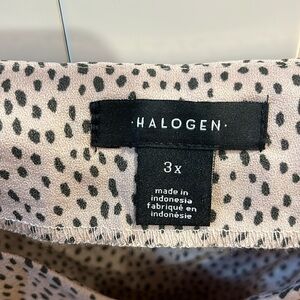 ·HALOGEN·
3x
made in
indonesia
fabriqué en
indonésie